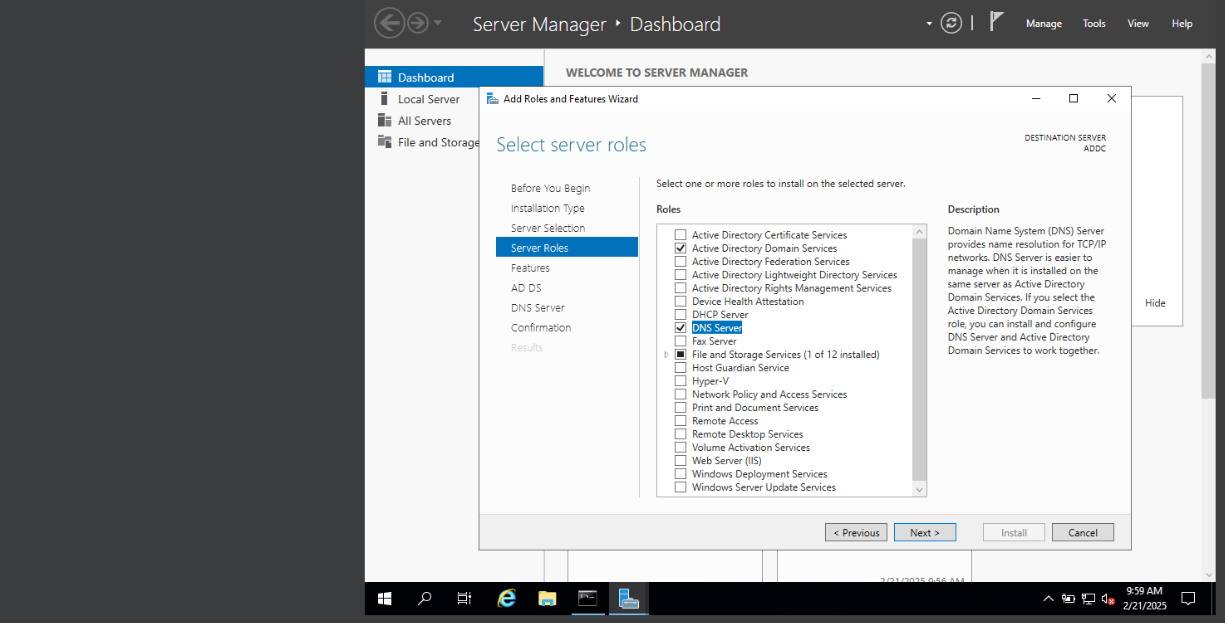 Server Manager ‣ Dashboard
Manage Tools View Help
Dashboard
Local Server
All Servers
File and Storage
WELCOME TO SERVER MANAGER
Add Roles and Features Wizard
Select server roles
DESTINATION SERVER
ADDC
Before You Begin
Installation Type
Server Selection
Server Roles
Features
AD DS
DNS Server
Confirmation
Results
Select one or more roles to install on the selected server.
Roles
Active Directory Certificate Services
Active Directory Domain Services
Active Directory Federation Services
Active Directory Lightweight Directory Services
Active Directory Rights Management Services
Device Health Attestation
DHCP Server
DNS Server
Fax Server
File and Storage Services (1 of 12 installed)
Host Guardian Service
Hyper-V
Network Policy and Access Services
Print and Document Services
Remote Access
Remote Desktop Services
Volume Activation Services
Web Server (IIS)
Windows Deployment Services
Windows Server Update Services
Description
Domain Name System (DNS) Server
provides name resolution for TCP/IP
networks. DNS Server is easier to
manage when it is installed on the
same server as Active Directory
Domain Services. If you select the
Active Directory Domain Services
role, you can install and configure
DNS Server and Active Directory
Domain Services to work together.
Hide
< Previous
Next >
Install
Cancel
2/21/2025 9:56 AM
9:59 AM
2/21/2025